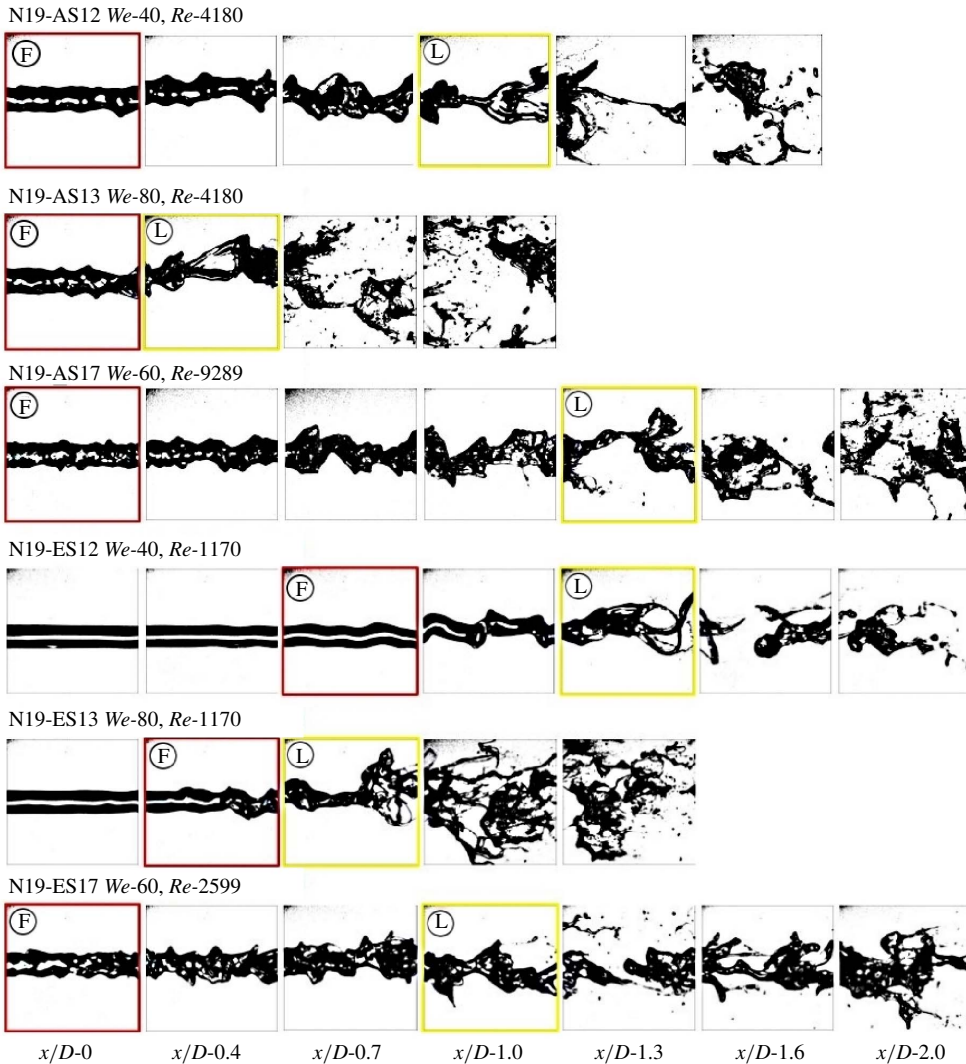 N19-AS12 We-40, Re-4180
F
L
N19-AS13 We-80, Re-4180
F
L
N19-AS17 We-60, Re-9289
F
L
N19-ES12 We-40, Re-1170
F
L
N19-ES13 We-80, Re-1170
F
L
N19-ES17 We-60, Re-2599
F
L
x/D-0 x/D-0.4 x/D-0.7 x/D-1.0 x/D-1.3 x/D-1.6 x/D-2.0